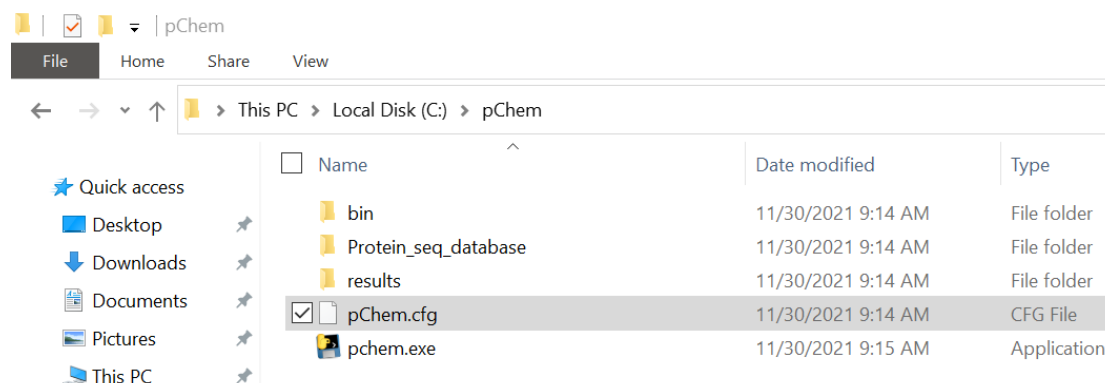 pChem
File Home Share View
This PC > Local Disk (C:) > pChem
Name Date modified Type
Quick access
Desktop
Downloads
Documents
Pictures
This PC
bin 11/30/2021 9:14 AM File folder
Protein_seq_database 11/30/2021 9:14 AM File folder
results 11/30/2021 9:14 AM File folder
pChem.cfg 11/30/2021 9:14 AM CFG File
pchem.exe 11/30/2021 9:15 AM Application